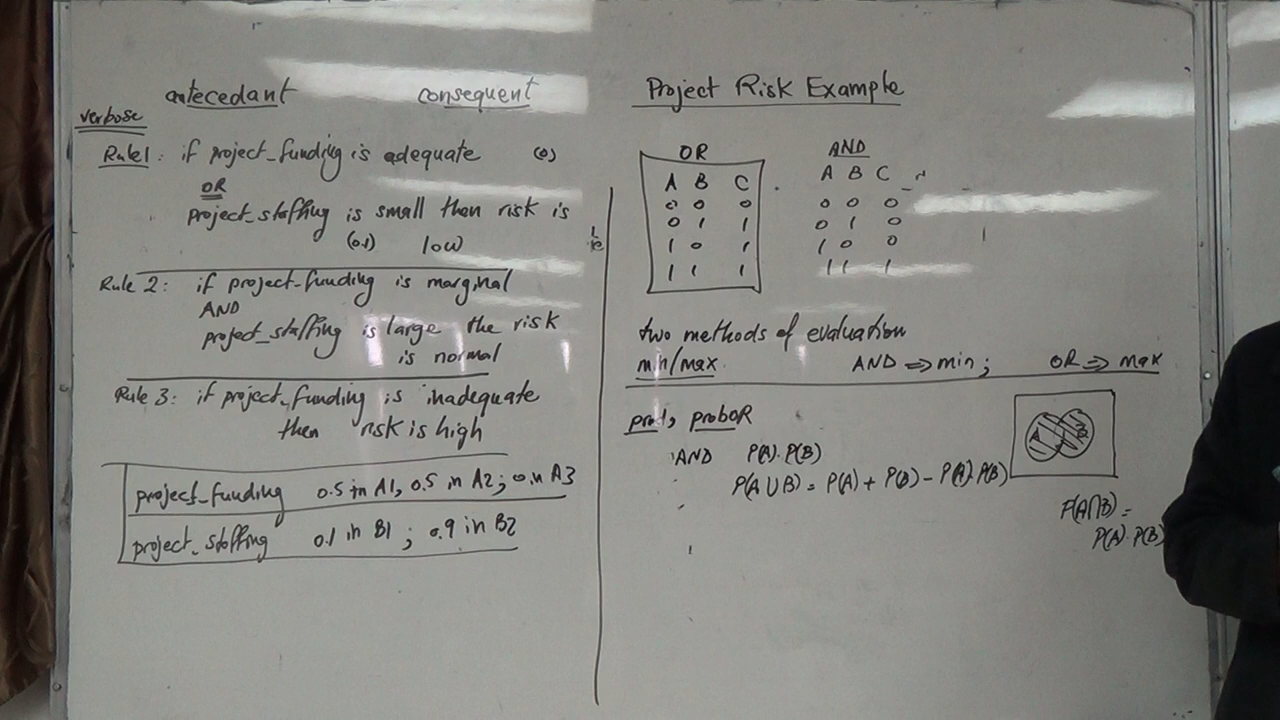 antecedant consequent
verbose
Rule1: if project_funding is adequate (0)
OR
project_staffing is small then risk is
(0.1) low
Rule 2: if project_funding is marginal
AND
project_staffing is large the risk
is normal
Rule 3: if project_funding is inadequate
then risk is high
project_funding 0.5 in A1, 0.5 in A2; in A3
project_staffing 0.1 in B1 ; 0.9 in B2
Project Risk Example
OR
A B C
0 0 0
0 1 1
1 0 1
1 1 1
AND
A B C
0 0 0
0 1 0
1 0 0
1 1 1
two methods of evaluation
min/max AND ⇒ min; OR ⇒ max
prod, probOR
AND P(A).P(B)
P(A∪B) = P(A) + P(B) - P(A).P(B)
A B
P(A∩B) =
P(A).P(B)